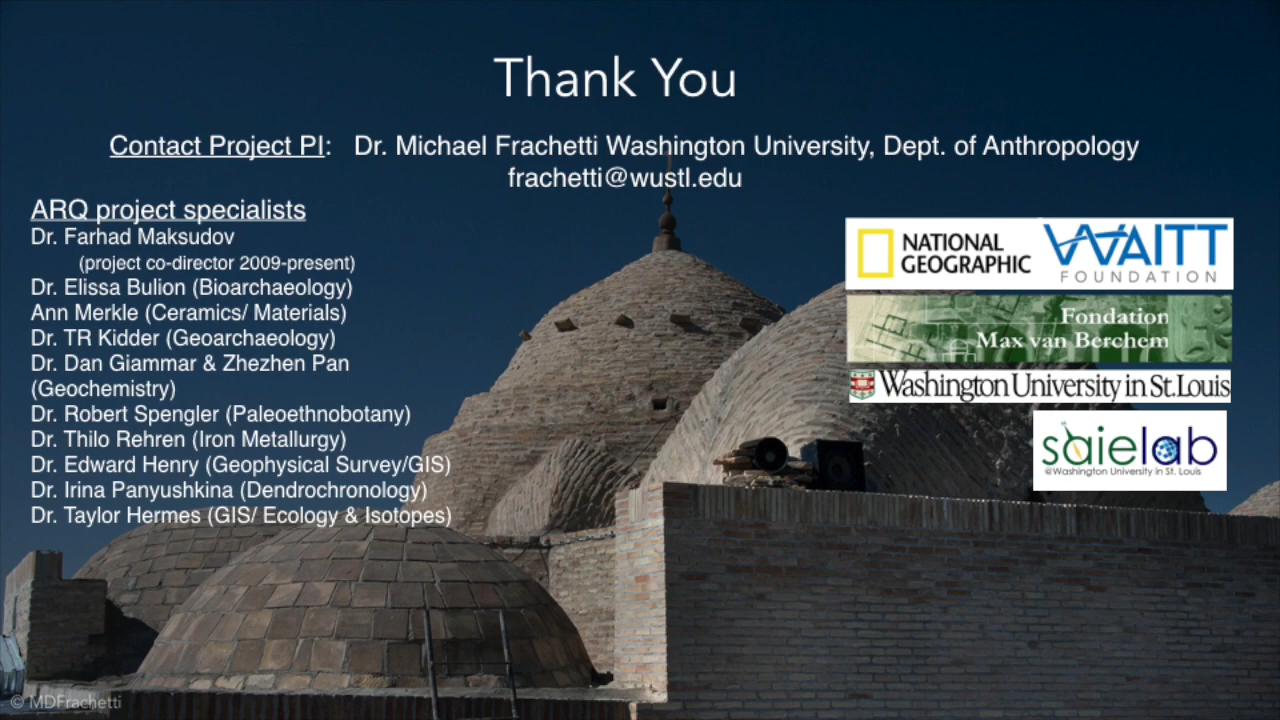 Thank You
Contact Project PI: Dr. Michael Frachetti Washington University, Dept. of Anthropology
frachetti@wustl.edu
ARQ project specialists
Dr. Farhad Maksudov
(project co-director 2009-present)
Dr. Elissa Bulion (Bioarchaeology)
Ann Merkle (Ceramics/ Materials)
Dr. TR Kidder (Geoarchaeology)
Dr. Dan Giammar & Zhezhen Pan
(Geochemistry)
Dr. Robert Spengler (Paleoethnobotany)
Dr. Thilo Rehren (Iron Metallurgy)
Dr. Edward Henry (Geophysical Survey/GIS)
Dr. Irina Panyushkina (Dendrochronology)
Dr. Taylor Hermes (GIS/ Ecology & Isotopes)
NATIONAL
GEOGRAPHIC
WAITT
FOUNDATION
Fondation
Max van Berchem
Washington University in St.Louis
saielab
@Washington University in St. Louis
© MDFrachetti